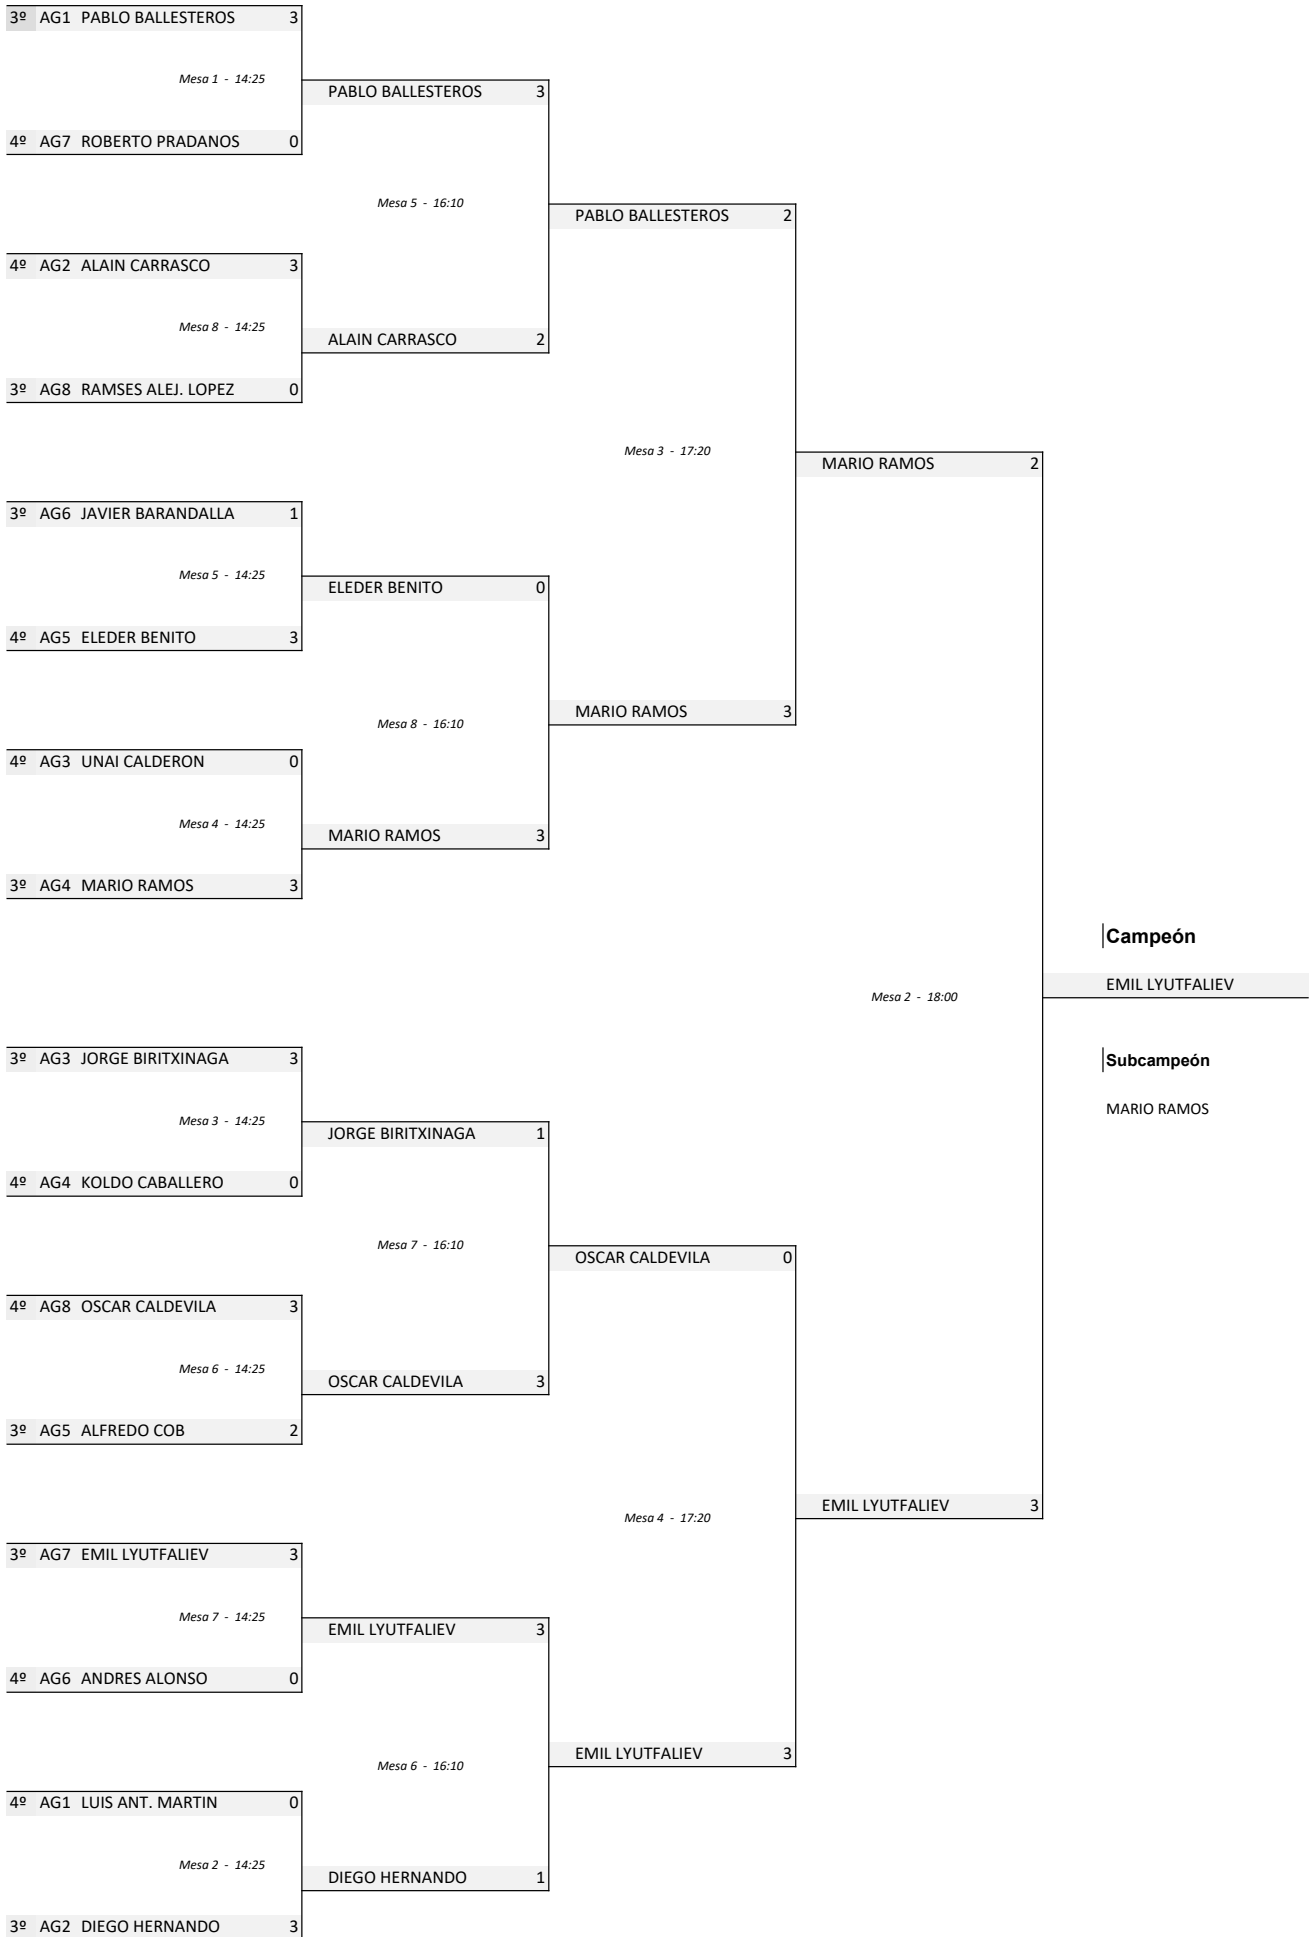 3º AG1 PABLO BALLESTEROS 3
Mesa 1 - 14:25
PABLO BALLESTEROS 3
4º AG7 ROBERTO PRADANOS 0
Mesa 5 - 16:10
PABLO BALLESTEROS 2
4º AG2 ALAIN CARRASCO 3
Mesa 8 - 14:25
ALAIN CARRASCO 2
3º AG8 RAMSES ALEJ. LOPEZ 0
Mesa 3 - 17:20
MARIO RAMOS 2
3º AG6 JAVIER BARANDALLA 1
Mesa 5 - 14:25
ELEDER BENITO 0
4º AG5 ELEDER BENITO 3
MARIO RAMOS 3
Mesa 8 - 16:10
4º AG3 UNAI CALDERON 0
Mesa 4 - 14:25
MARIO RAMOS 3
3º AG4 MARIO RAMOS 3
Campeón
EMIL LYUTFALIEV
Mesa 2 - 18:00
3º AG3 JORGE BIRITXINAGA 3
Subcampeón
MARIO RAMOS
Mesa 3 - 14:25
JORGE BIRITXINAGA 1
4º AG4 KOLDO CABALLERO 0
Mesa 7 - 16:10
OSCAR CALDEVILA 0
4º AG8 OSCAR CALDEVILA 3
Mesa 6 - 14:25
OSCAR CALDEVILA 3
3º AG5 ALFREDO COB 2
EMIL LYUTFALIEV 3
Mesa 4 - 17:20
3º AG7 EMIL LYUTFALIEV 3
Mesa 7 - 14:25
EMIL LYUTFALIEV 3
4º AG6 ANDRES ALONSO 0
EMIL LYUTFALIEV 3
Mesa 6 - 16:10
4º AG1 LUIS ANT. MARTIN 0
Mesa 2 - 14:25
DIEGO HERNANDO 1
3º AG2 DIEGO HERNANDO 3